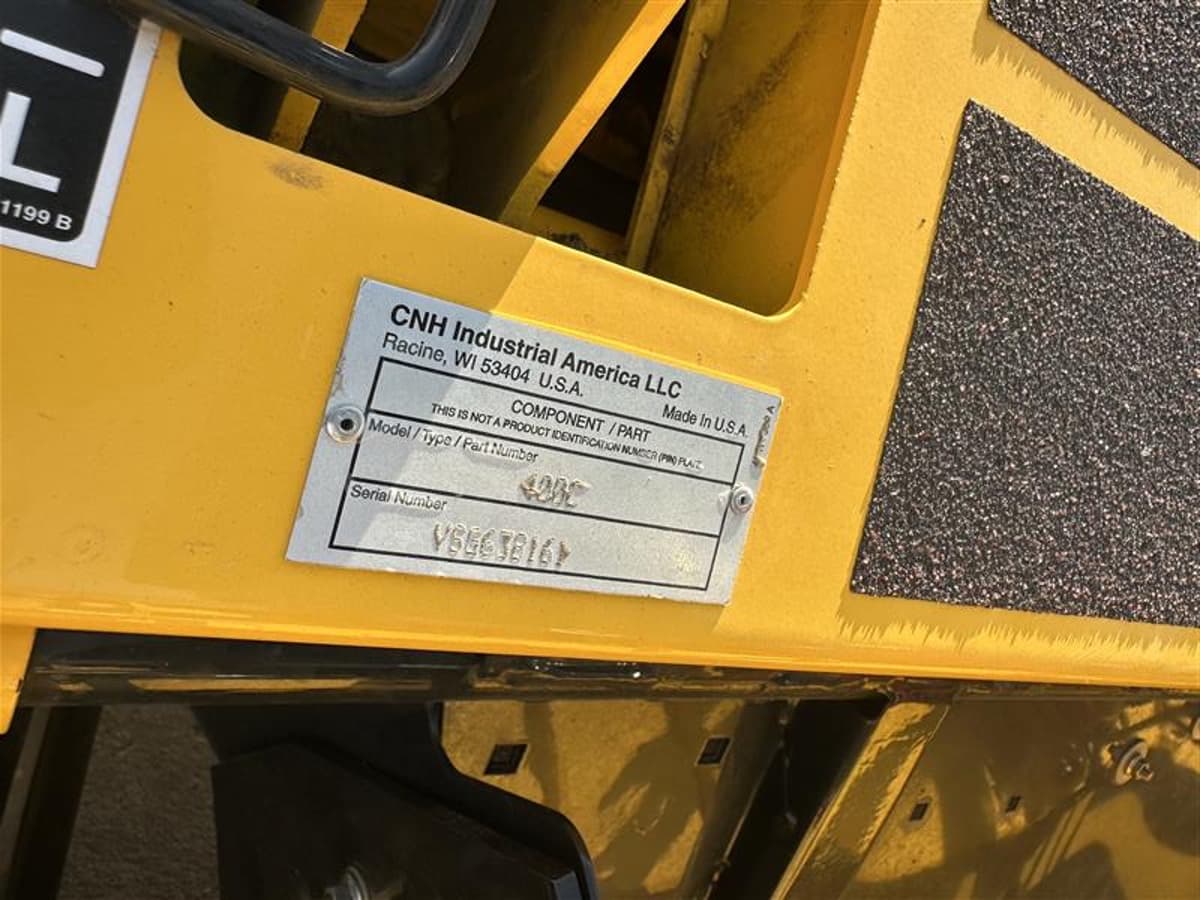 L
1199 B
CNH Industrial America LLC
Racine, WI 53404 U.S.A.
Made In U.S.A.
COMPONENT / PART
THIS IS NOT A PRODUCT IDENTIFICATION NUMBER (PIN) PLATE.
Model / Type / Part Number
Serial Number